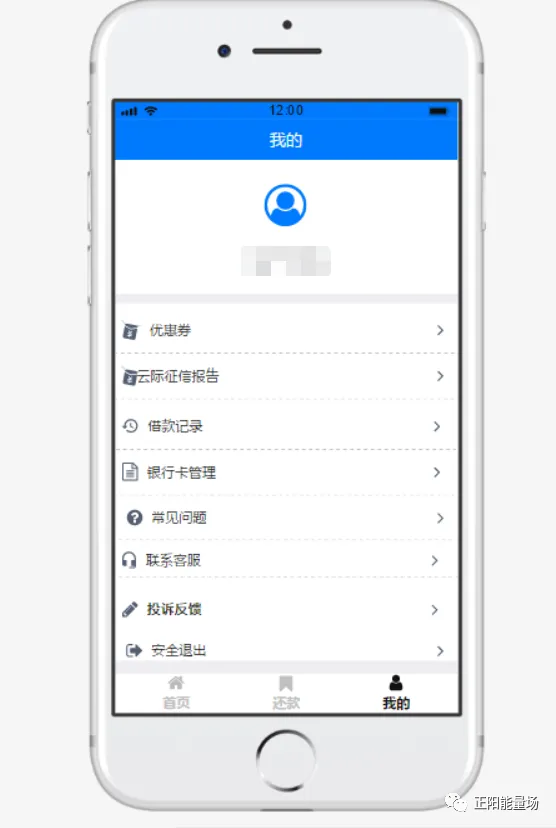 12:00
我的
优惠券
云际征信报告
借款记录
银行卡管理
常见问题
联系客服
投诉反馈
安全退出
首页 还款 我的
正阳能量场